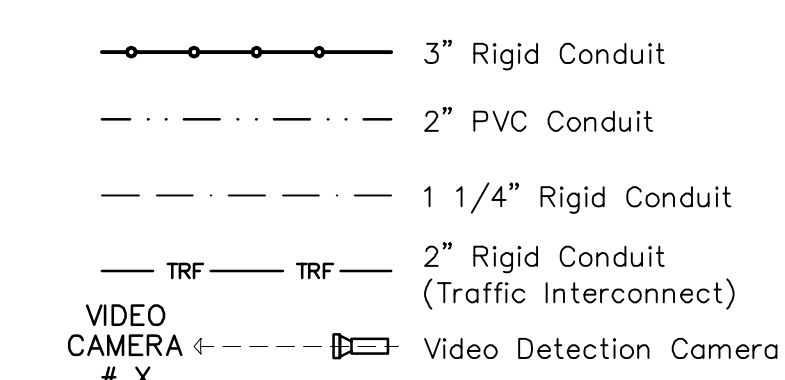 3” Rigid Conduit
2” PVC Conduit
1 1/4” Rigid Conduit
TRF TRF
2” Rigid Conduit
(Traffic Interconnect)
VIDEO
CAMERA
# X
Video Detection Camera